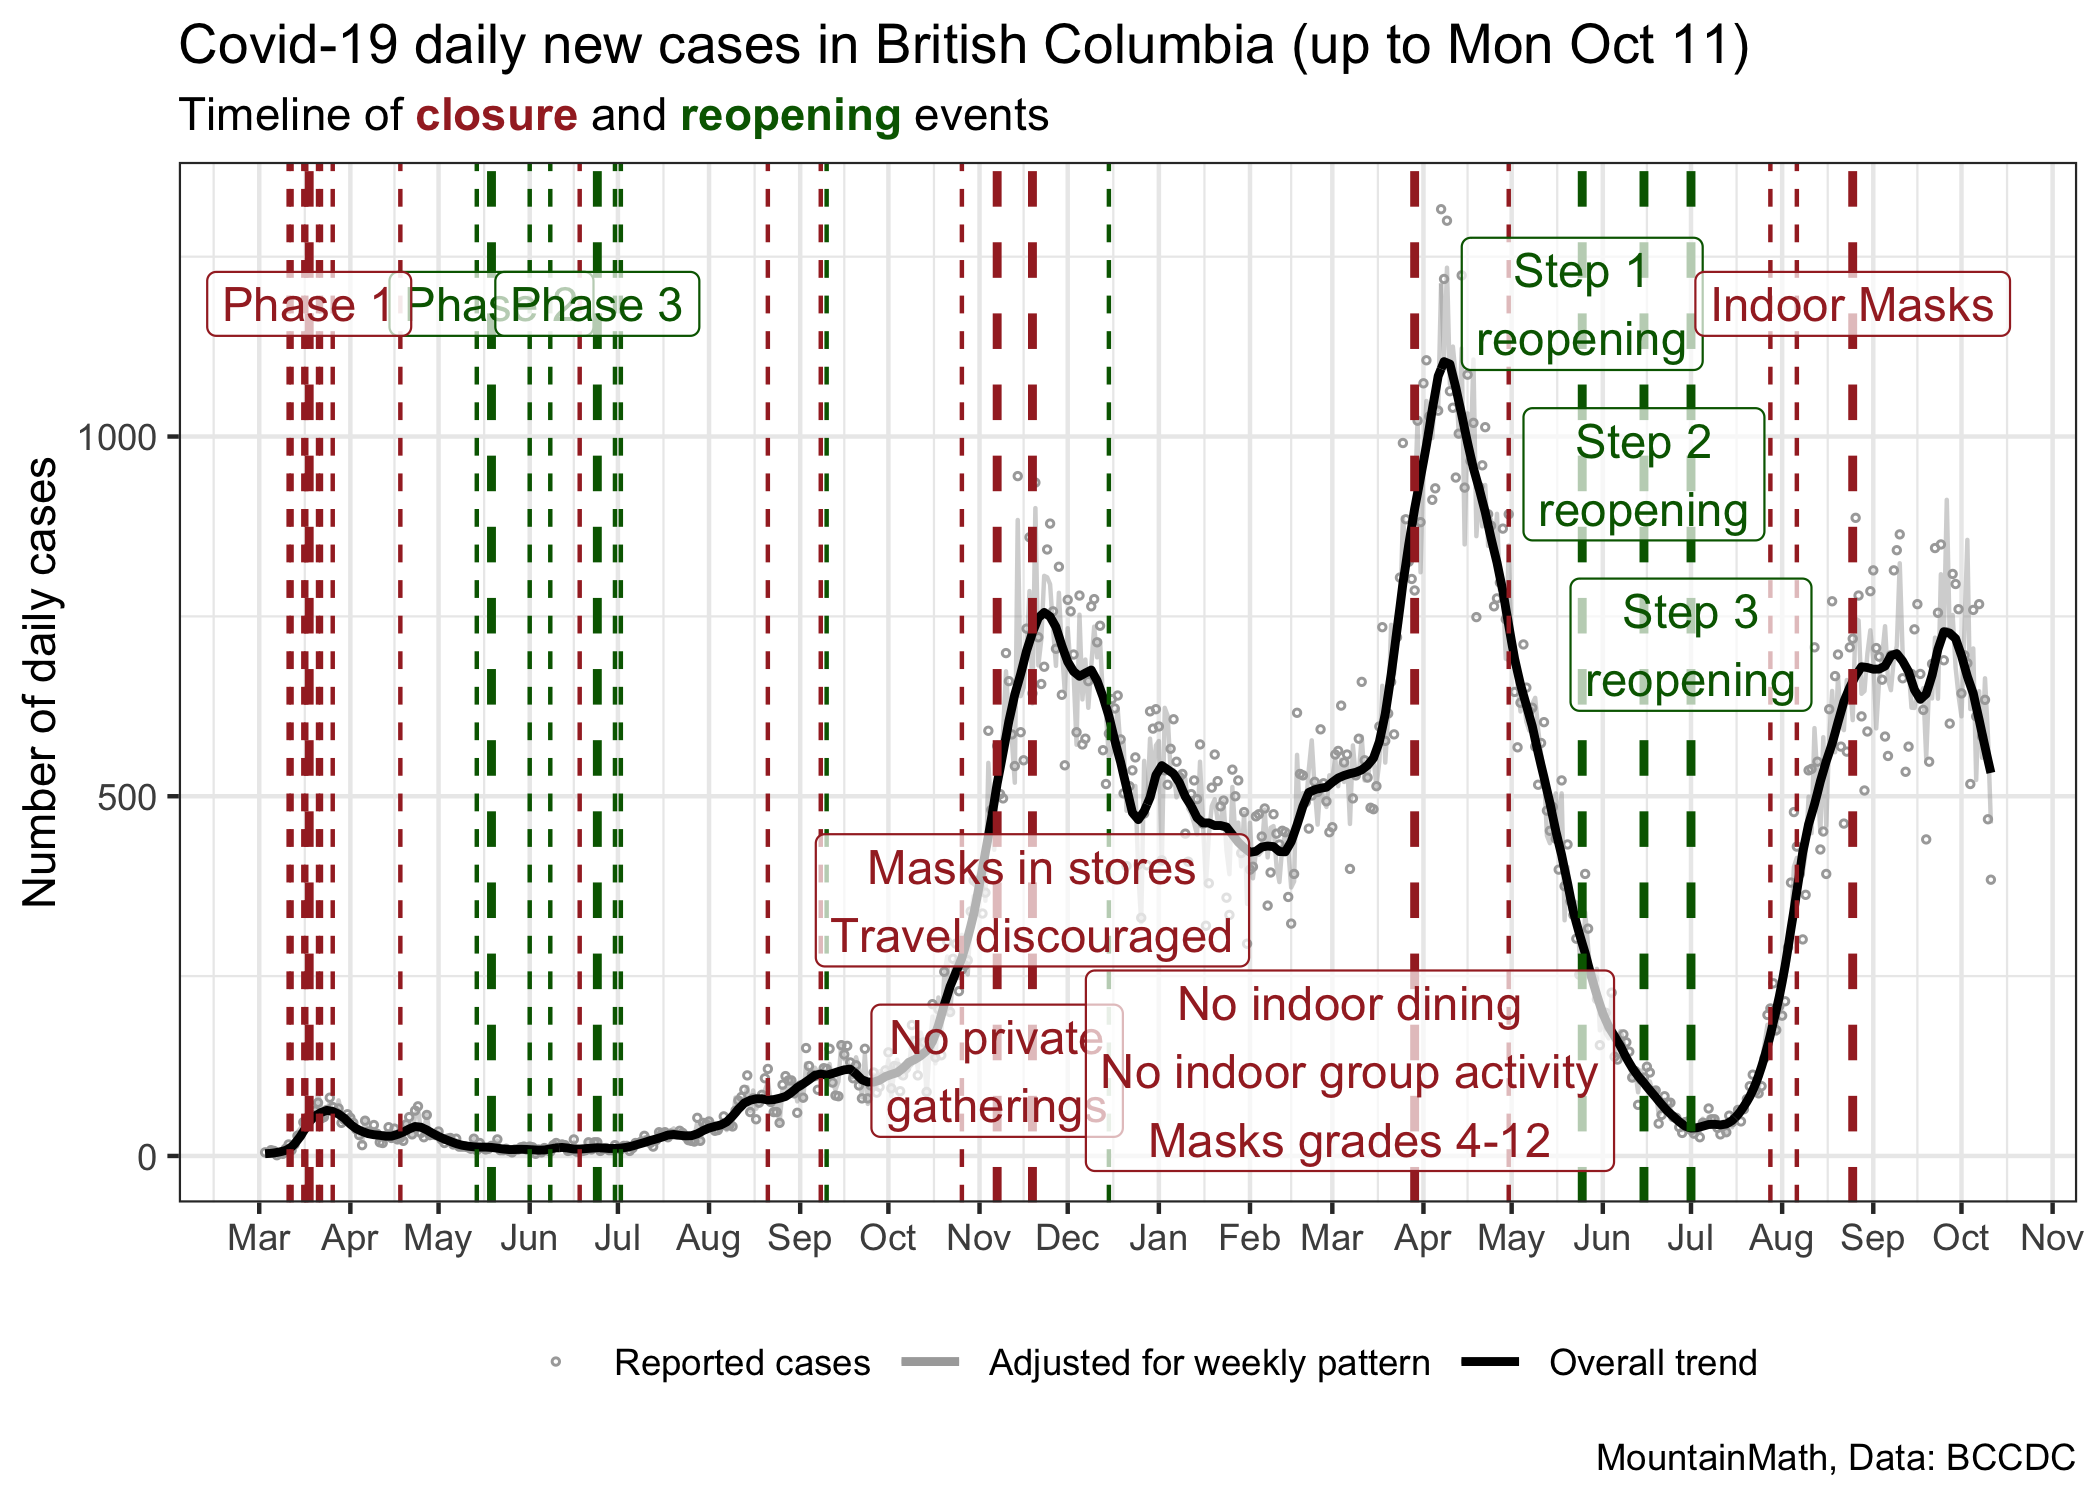 Covid-19 daily new cases in British Columbia (up to Mon Oct 11)
Timeline of closure and reopening events
Number of daily cases
1000
500
0
Phase 1
Phase 2
Phase 3
Step 1
reopening
Indoor Masks
Step 2
reopening
Step 3
reopening
Masks in stores
Travel discouraged
No private
gatherings
No indoor dining
No indoor group activity
Masks grades 4-12
Mar Apr May Jun Jul Aug Sep Oct Nov Dec Jan Feb Mar Apr May Jun Jul Aug Sep Oct Nov
Reported cases Adjusted for weekly pattern Overall trend
MountainMath, Data: BCCDC